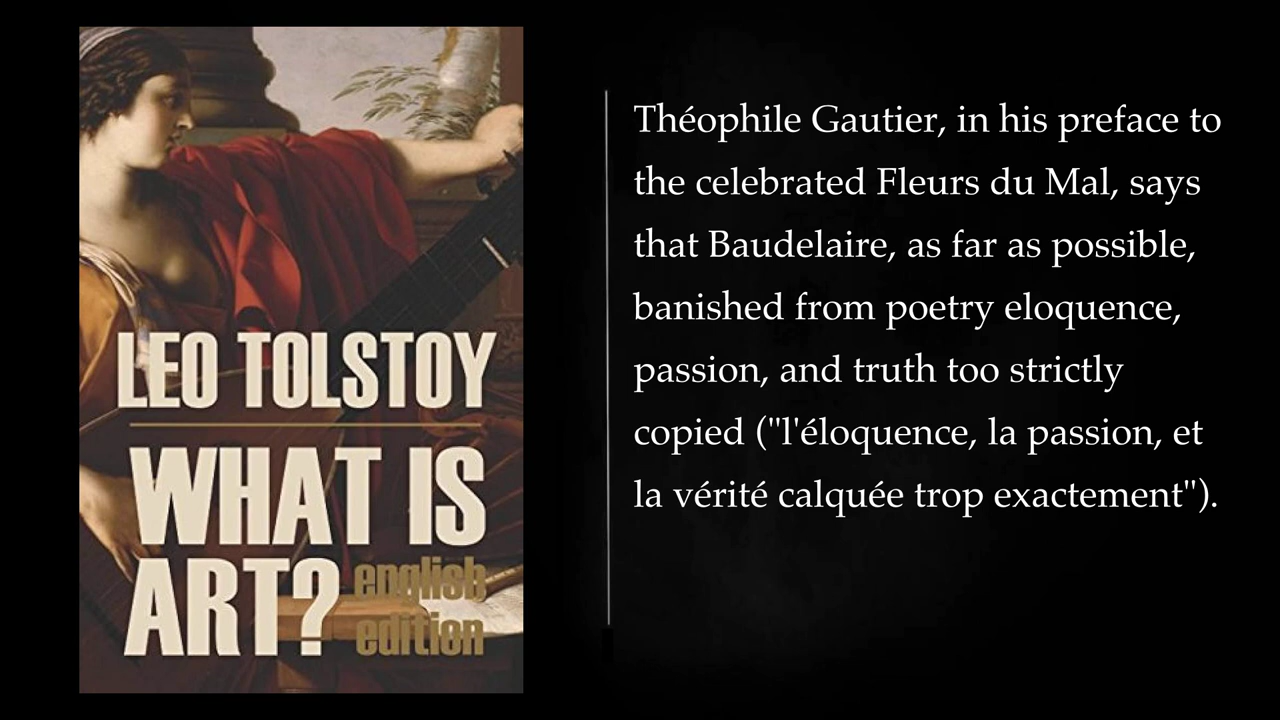 LEO TOLSTOY
WHAT IS
ART?
english
edition
Théophile Gautier, in his preface to
the celebrated Fleurs du Mal, says
that Baudelaire, as far as possible,
banished from poetry eloquence,
passion, and truth too strictly
copied ("l'éloquence, la passion, et
la vérité calquée trop exactement").